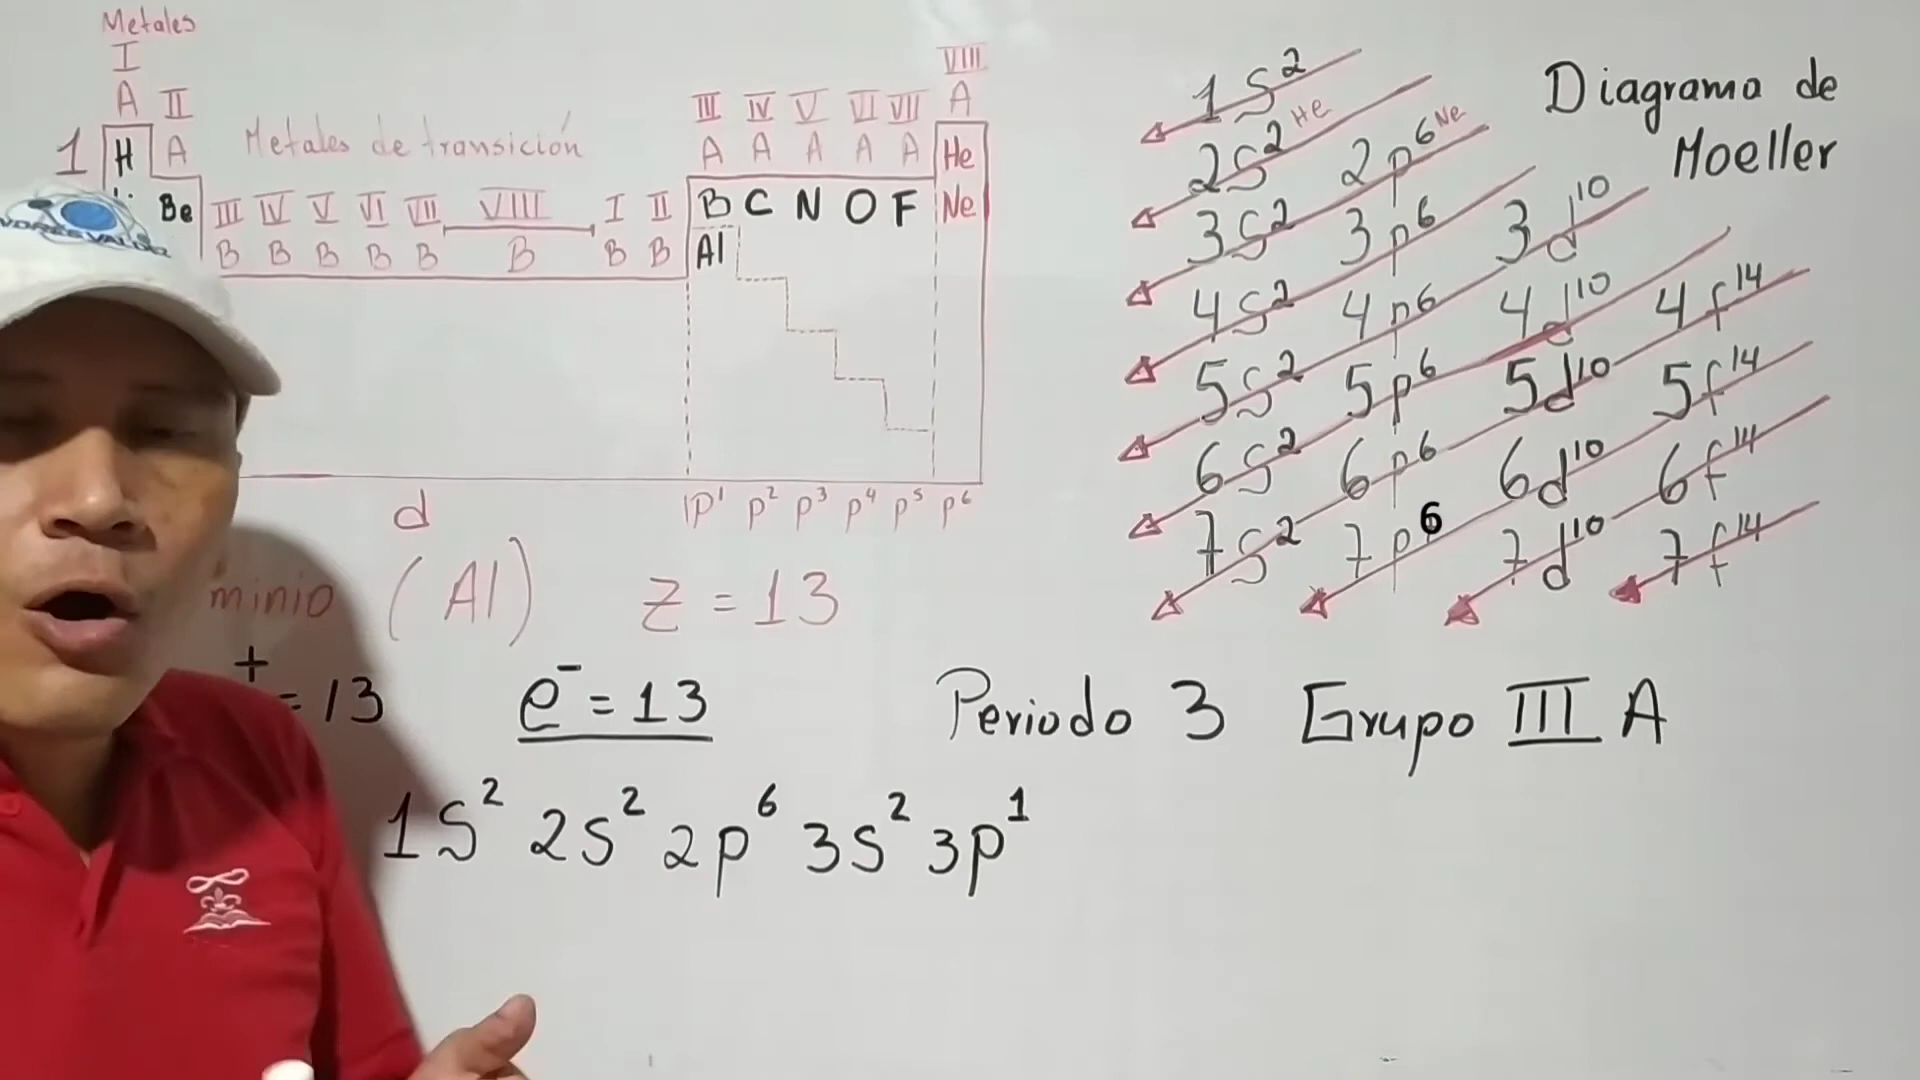 Metales
I A
II A
Metales de transición
III A IV A V A VI A VII A VIII A
1 H He
Be III B IV B V B VI B VII B VIII B I B II B B C N O F Ne
Al
d p¹ p² p³ p⁴ p⁵ p⁶
Diagrama de
Moeller
1s²
2s² He 2p⁶ Ne
3s² 3p⁶ 3d¹⁰
4s² 4p⁶ 4d¹⁰ 4f¹⁴
5s² 5p⁶ 5d¹⁰ 5f¹⁴
6s² 6p⁶ 6d¹⁰ 6f¹⁴
7s² 7p⁶ 7d¹⁰ 7f¹⁴
minio (Al) Z = 13
+ = 13 e⁻ = 13 Periodo 3 Grupo III A
1s² 2s² 2p⁶ 3s² 3p¹